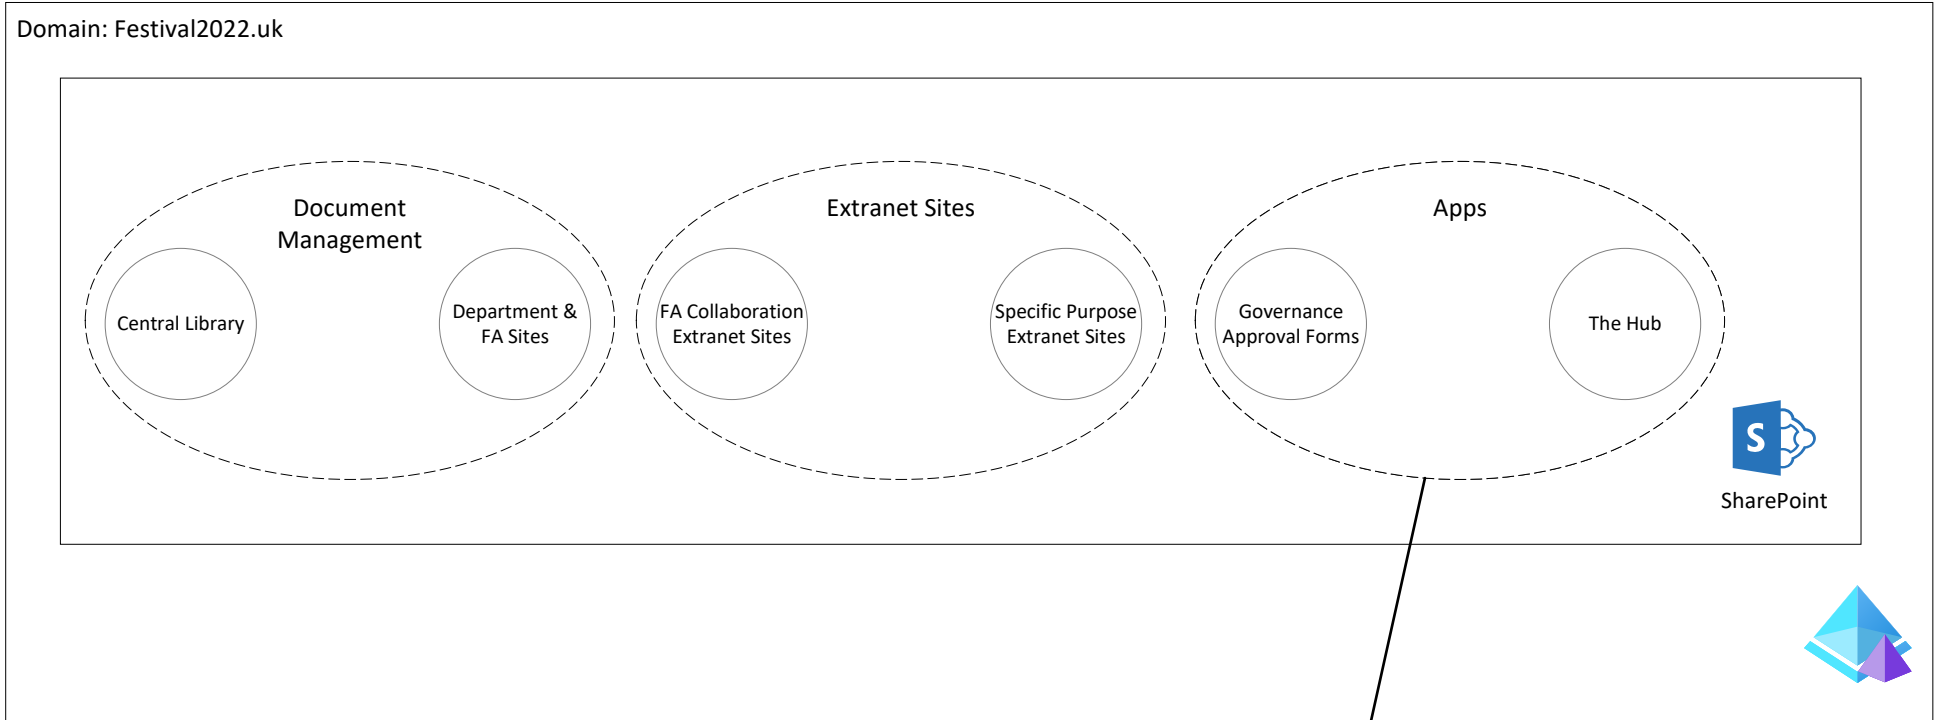 Domain: Festival2022.uk
Document
Management
Central Library
Department &
FA Sites
Extranet Sites
FA Collaboration
Extranet Sites
Specific Purpose
Extranet Sites
Apps
Governance
Approval Forms
The Hub
S
SharePoint